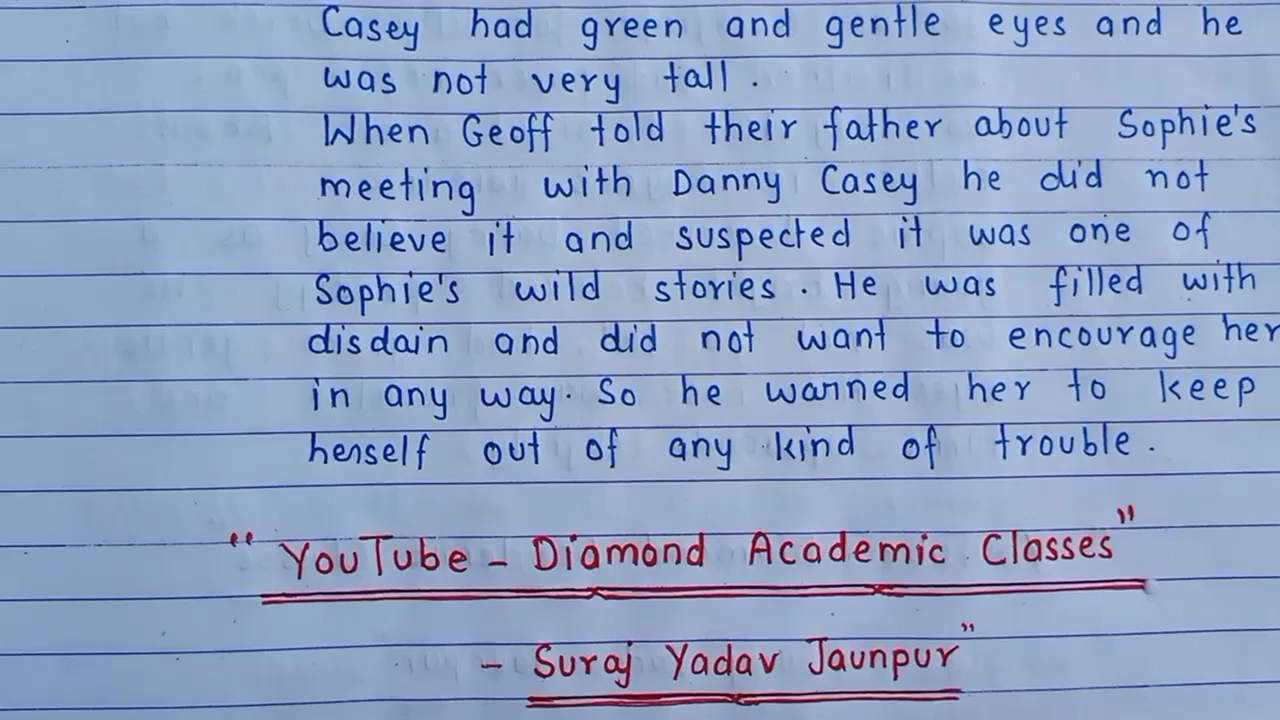 Casey had green and gentle eyes and he
was not very tall.
When Geoff told their father about Sophie's
meeting with Danny Casey he did not
believe it and suspected it was one of
Sophie's wild stories. He was filled with
disdain and did not want to encourage her
in any way. So he warned her to keep
herself out of any kind of trouble.
"YouTube - Diamond Academic Classes"
- Suraj Yadav Jaunpur"